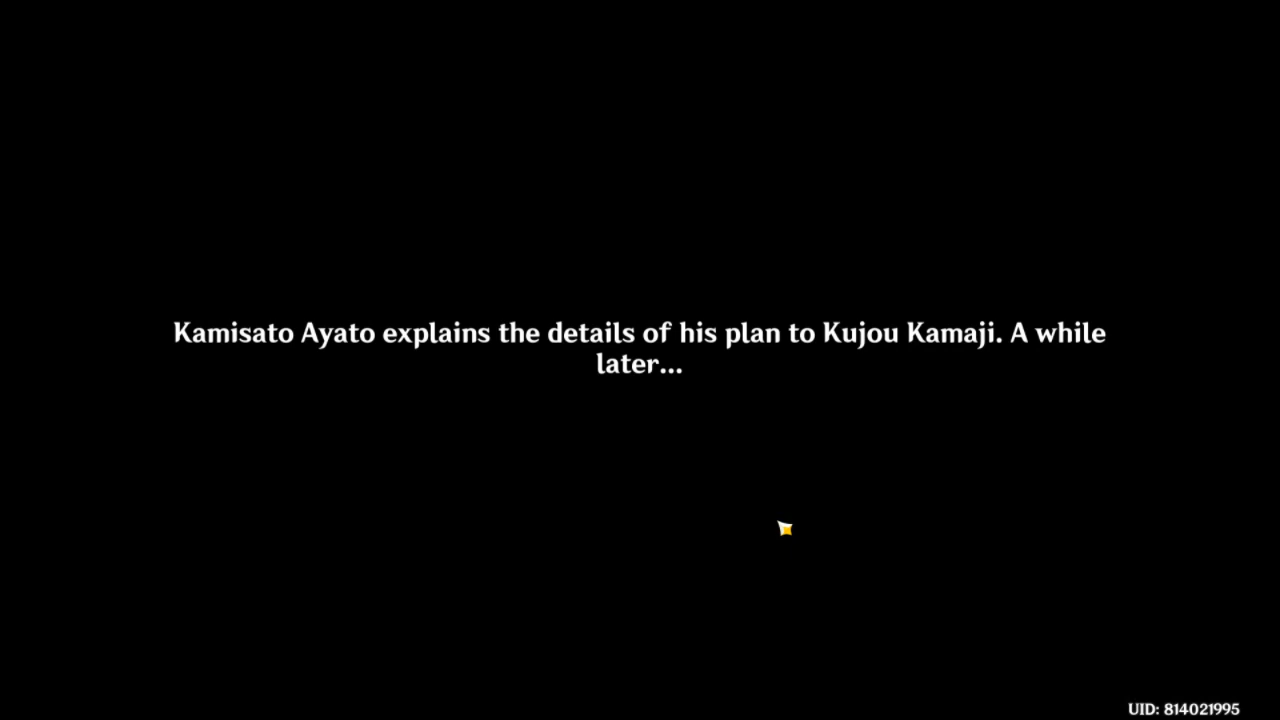 Kamisato Ayato explains the details of his plan to Kujou Kamaji. A while
later...
UID: 814021995